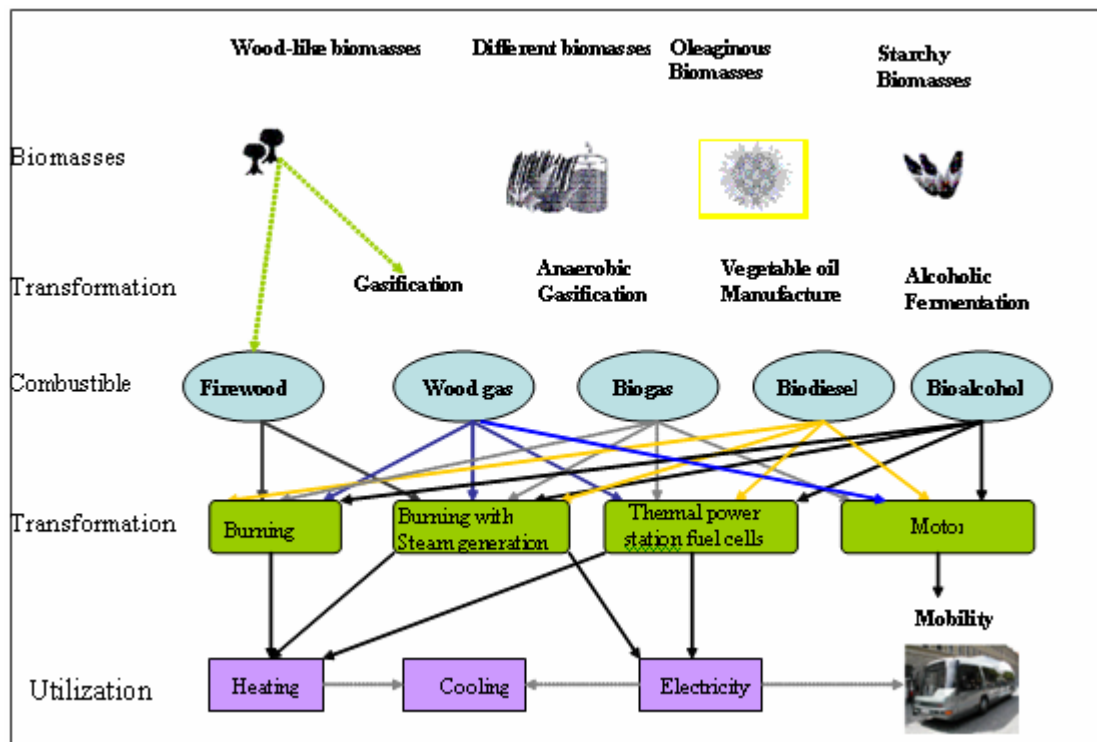 Wood-like biomasses
Different biomasses
Oleaginous
Biomasses
Starchy
Biomasses
Biomasses
Transformation
Gasification
Anaerobic
Gasification
Vegetable oil
Manufacture
Alcoholic
Fermentation
Combustible
Firewood
Wood gas
Biogas
Biodiesel
Bioalcohol
Transformation
Burning
Burning with
Steam generation
Thermal power
station fuel cells
Motor
Mobility
Utilization
Heating
Cooling
Electricity